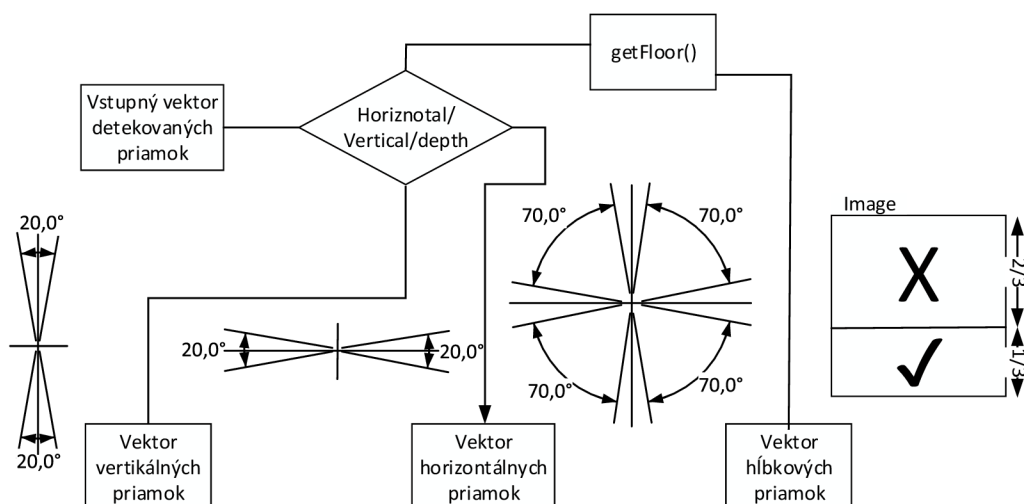 getFloor()
Vstupný vektor
detekovaných
priamok
Horiznotal/
Vertical/depth
Image
20,0°
70,0°
70,0°
2/3
20,0°
20,0°
1/3
70,0°
70,0°
20,0°
Vektor
vertikálných
priamok
Vektor
horizontálnych
priamok
Vektor
hĺbkových
priamok